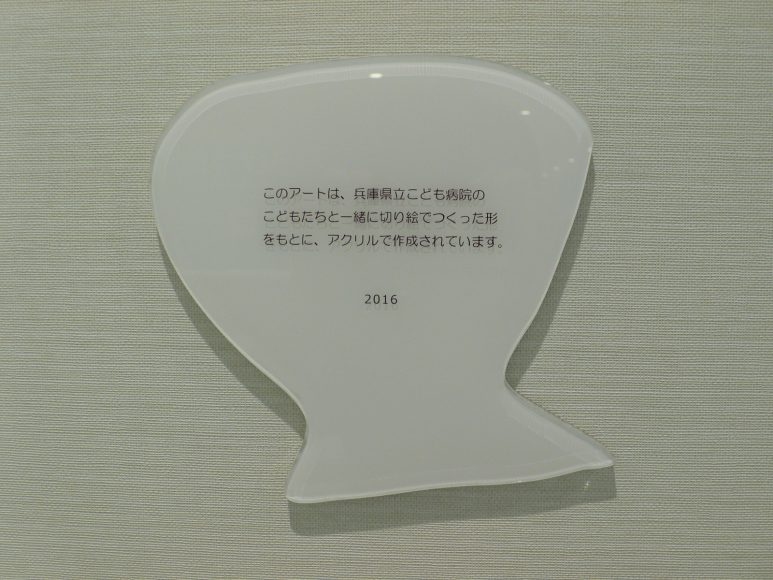 このアートは、兵庫県立こども病院の
こどもたちと一緒に切り絵でつくった形
をもとに、アクリルで作成されています。
2016